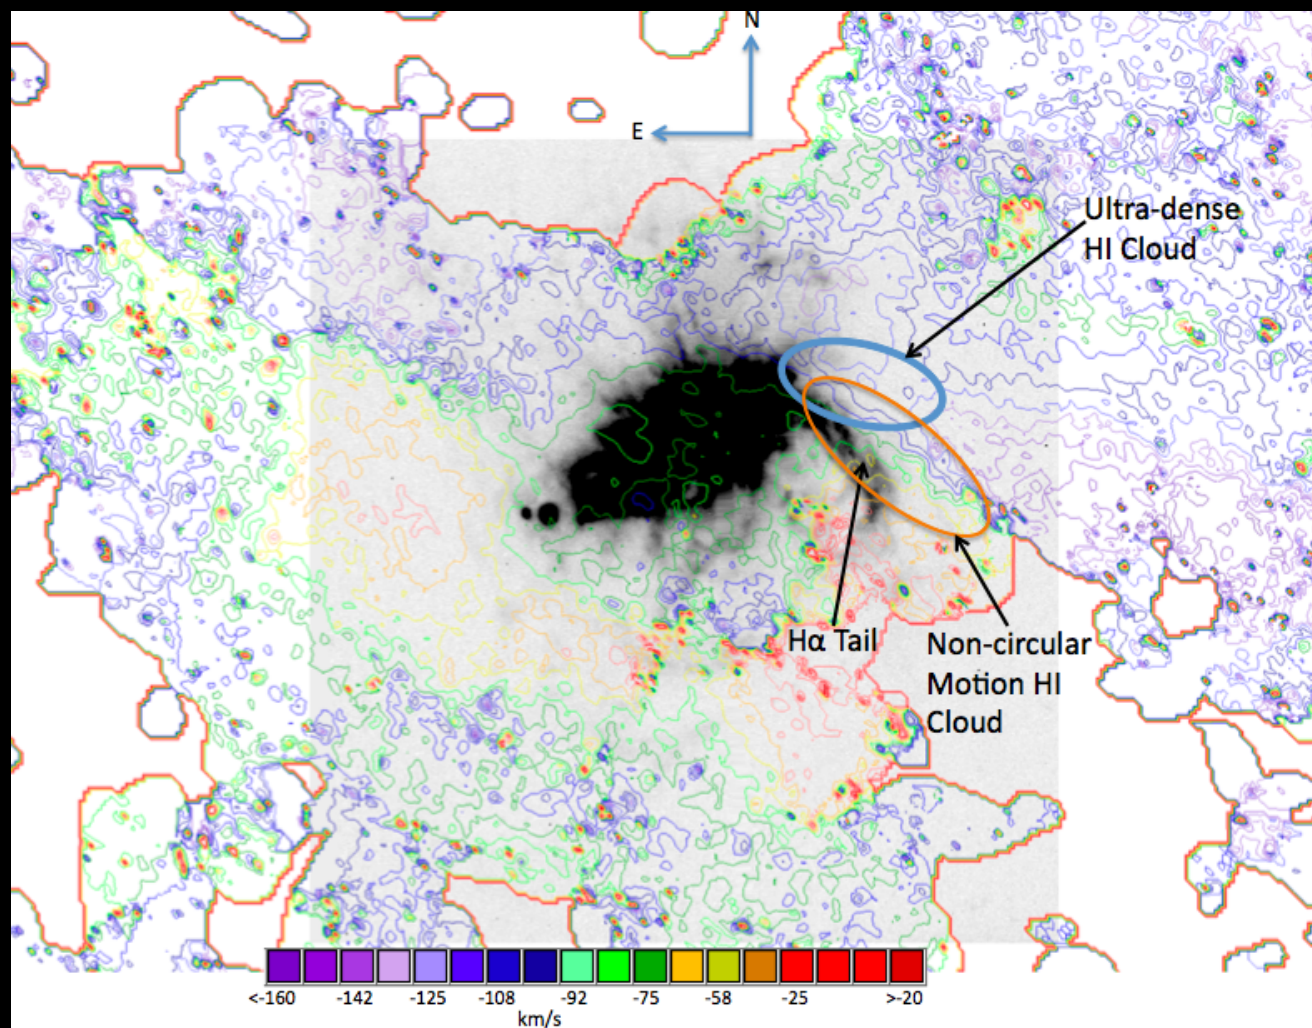 N
E
Ultra-dense
HI Cloud
Hα Tail
Non-circular
Motion HI
Cloud
<-160 -142 -125 -108 -92 -75 -58 -25 >-20
km/s